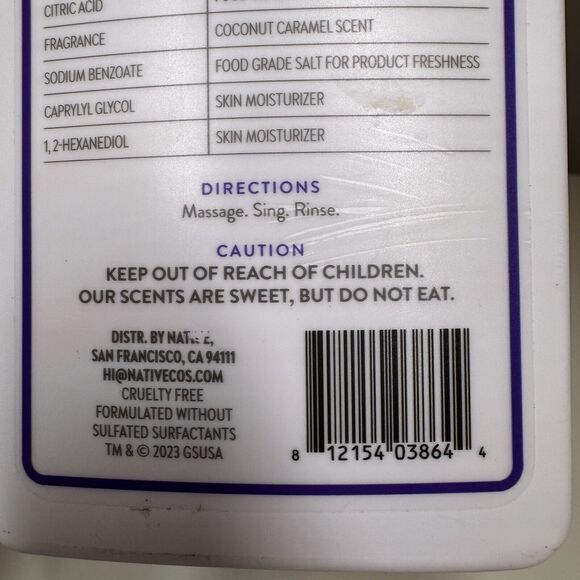 CITRIC ACID
FRAGRANCE COCONUT CARAMEL SCENT
SODIUM BENZOATE FOOD GRADE SALT FOR PRODUCT FRESHNESS
CAPRYLYL GLYCOL SKIN MOISTURIZER
1, 2-HEXANEDIOL SKIN MOISTURIZER
DIRECTIONS
Massage. Sing. Rinse.
CAUTION
KEEP OUT OF REACH OF CHILDREN.
OUR SCENTS ARE SWEET, BUT DO NOT EAT.
DISTR. BY
SAN FRANCISCO, CA 94111
HI@NATIVECOS.COM
CRUELTY FREE
FORMULATED WITHOUT
SULFATED SURFACTANTS
TM & © 2023 GSUSA
8 12154 03864 4